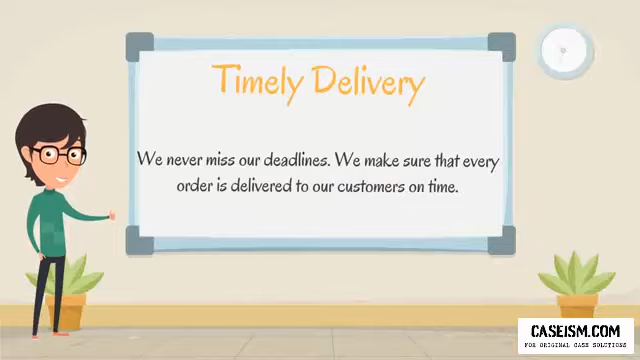 Timely Delivery
We never miss our deadlines. We make sure that every
order is delivered to our customers on time.
CASEISM.COM
FOR ORIGINAL CASE SOLUTIONS